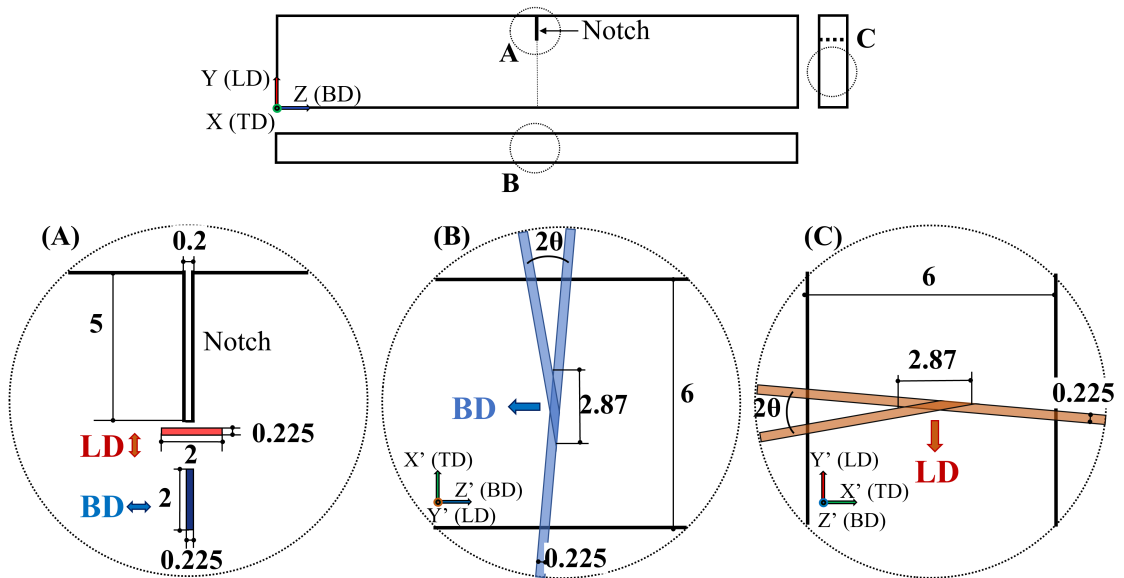 Notch
A
C
Y (LD)
Z (BD)
X (TD)
B
(A)
0.2
5
Notch
LD
0.225
2
BD
2
0.225
(B)
2θ
BD
2.87
6
X' (TD)
Z' (BD)
Y' (LD)
0.225
(C)
6
2.87
0.225
2θ
LD
Y' (LD)
X' (TD)
Z' (BD)